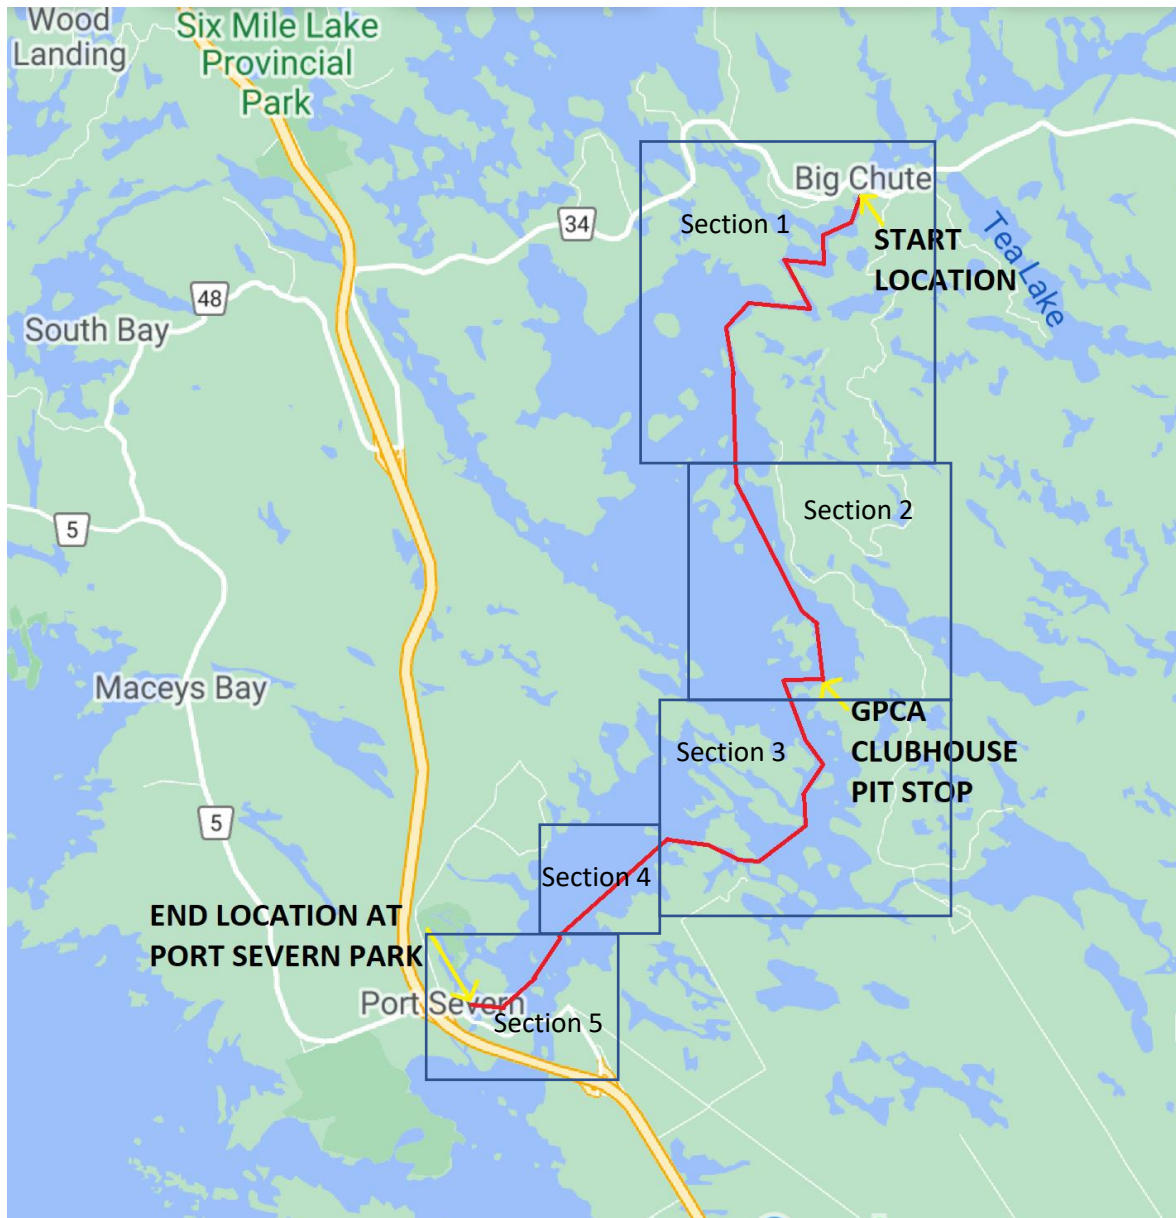 Wood
Landing
Six Mile Lake
Provincial
Park
Big Chute
Section 1
34
START
LOCATION
Tea Lake
48
South Bay
Section 2
5
Maceys Bay
GPCA
CLUBHOUSE
PIT STOP
Section 3
5
Section 4
END LOCATION AT
PORT SEVERN PARK
Port Severn
Section 5